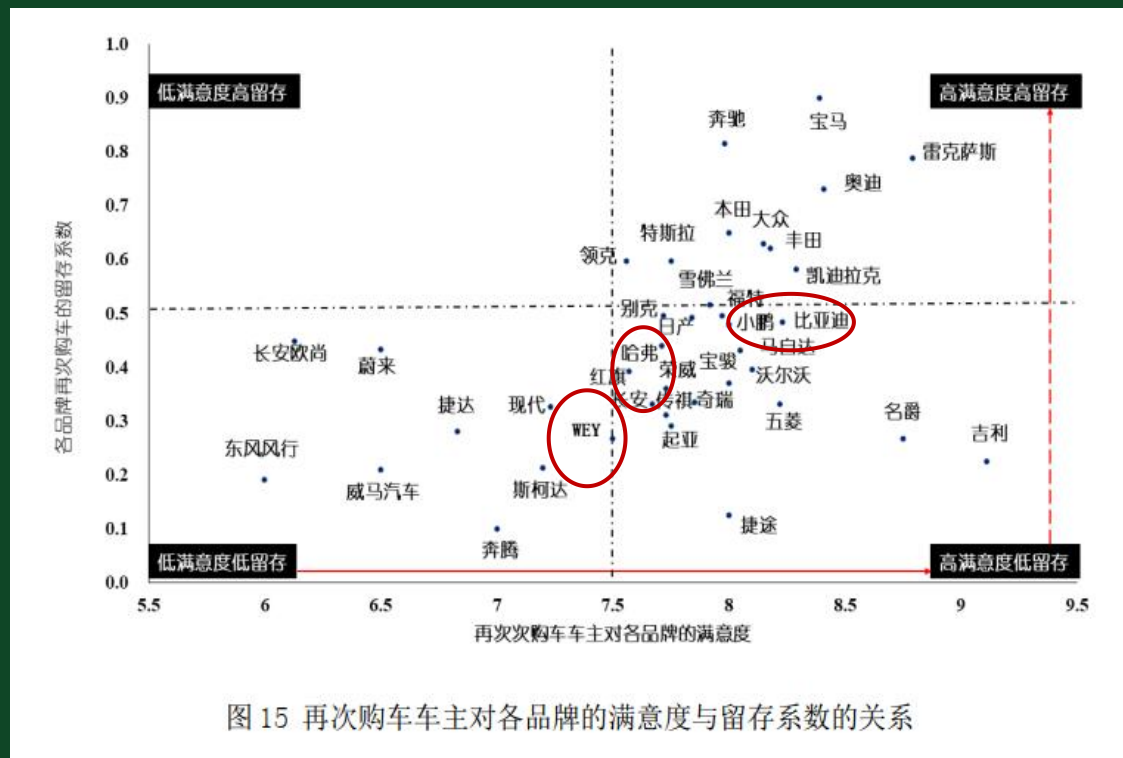 各品牌再次购车的留存系数
1.0
0.9
0.8
0.7
0.6
0.5
0.4
0.3
0.2
0.1
0.0
低满意度高留存
高满意度高留存
奔驰
宝马
雷克萨斯
奥迪
本田
大众
特斯拉
丰田
领克
雪佛兰
凯迪拉克
别克
福特
日产
小鹏
比亚迪
长安欧尚
蔚来
哈弗
宝骏
马自达
红旗
荣威
沃尔沃
捷达
现代
长安
传祺
奇瑞
WEY
五菱
名爵
东风风行
起亚
吉利
威马汽车
斯柯达
捷途
奔腾
低满意度低留存
高满意度低留存
5.5 6 6.5 7 7.5 8 8.5 9 9.5
再次次购车车主对各品牌的满意度
图 15 再次购车车主对各品牌的满意度与留存系数的关系